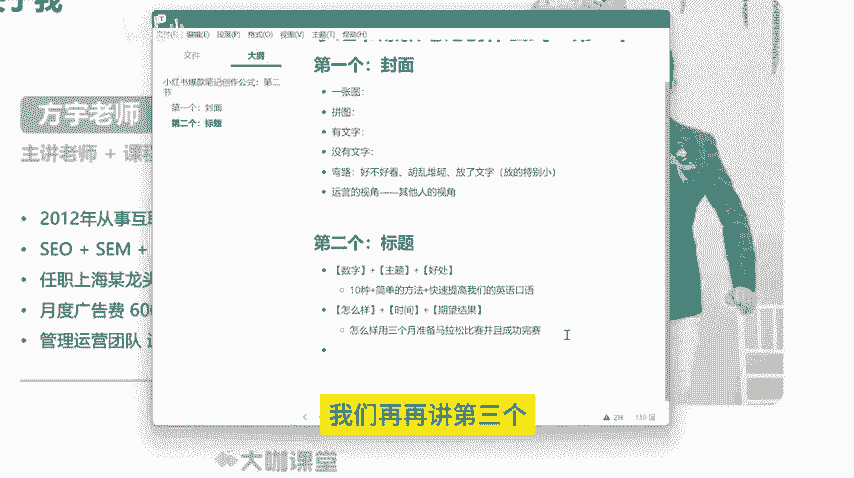 方宇老师
主讲老师 + 课程
2012年从事互联
SEO + SEM +
任职上海某龙头
月度广告费 600
管理运营团队
文件(F) 编辑(E) 段落(P) 格式(O) 视图(V) 主题(T) 帮助(H)
文件 大纲
小红书爆款笔记创作公式：第二节
第一个：封面
第二个：标题
第一个：封面
一张图：
拼图：
有文字：
没有文字：
弯路：好不好看、胡乱堆砌、放了文字（放的特别小）
运营的视角——其他人的视角
第二个：标题
【数字】+【主题】+【好处】
10种+简单的方法+快速提高我们的英语口语
【怎么样】+【时间】+【期望结果】
怎么样用三个月准备马拉松比赛并且成功完赛
我们再再讲第三个
大咖课堂